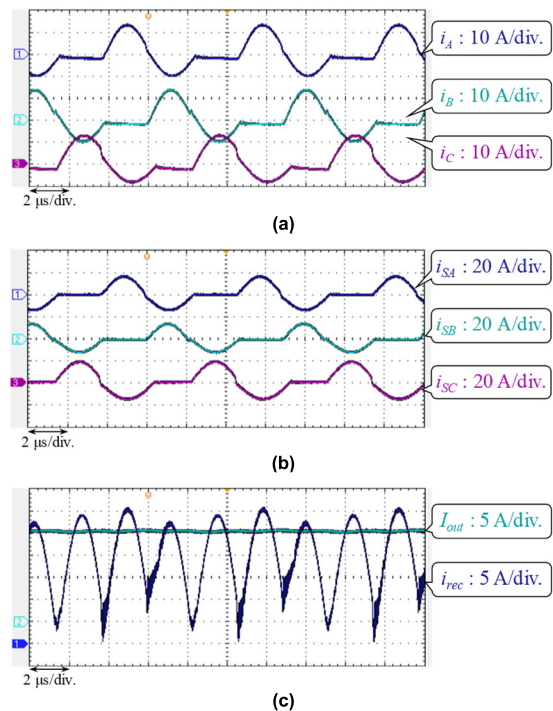 1
i_A : 10 A/div.
2
i_B : 10 A/div.
3
i_C : 10 A/div.
2 μs/div.
(a)
1
i_SA : 20 A/div.
2
i_SB : 20 A/div.
3
i_SC : 20 A/div.
2 μs/div.
(b)
I_out : 5 A/div.
i_rec : 5 A/div.
2
1
2 μs/div.
(c)